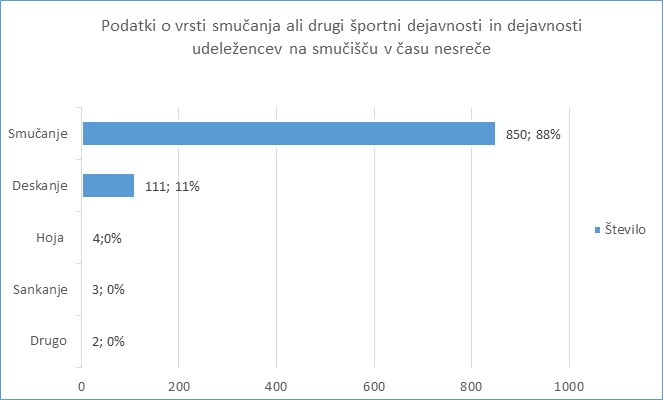 Podatki o vrsti smučanja ali drugi športni dejavnosti in dejavnosti
udeležencev na smučišču v času nesreče
Smučanje
850; 88%
Deskanje
111; 11%
Hoja
4;0%
Število
Sankanje
3; 0%
Drugo
2; 0%
0
200
400
600
800
1000